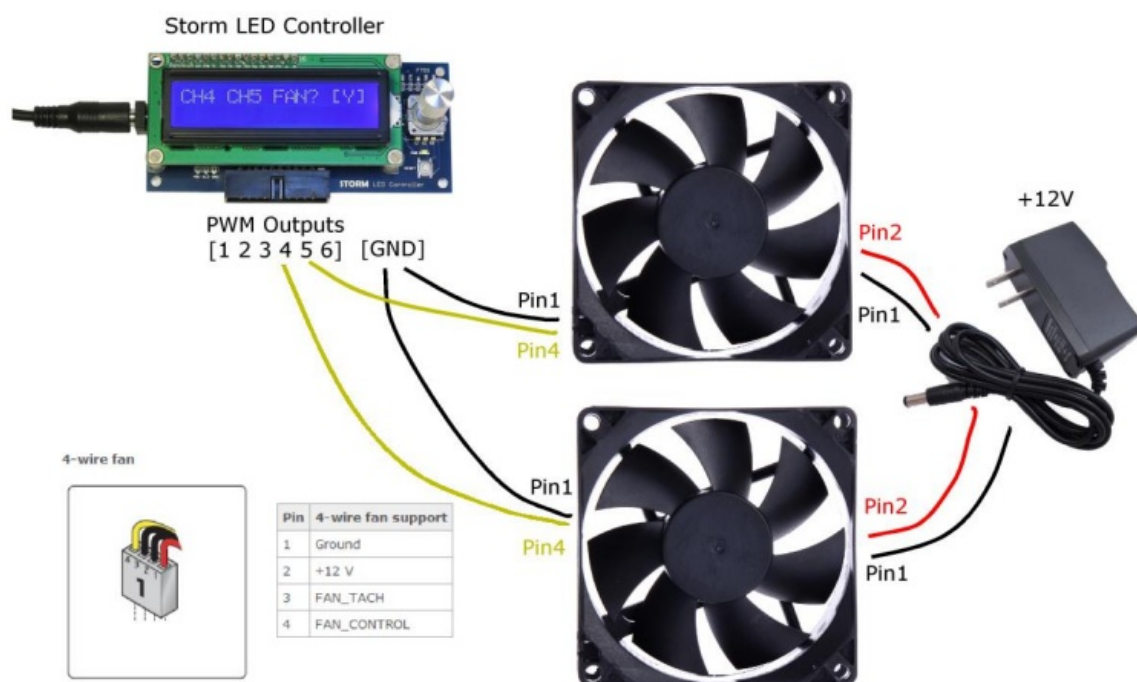 Storm LED Controller
CH4 CH5 FAN? [Y]
STORM LED Controller
PWM Outputs
[1 2 3 4 5 6] [GND]
Pin1
Pin4
Pin2
Pin1
+12V
Pin1
Pin4
Pin2
Pin1
4-wire fan
1
Pin 4-wire fan support
1 Ground
2 +12 V
3 FAN_TACH
4 FAN_CONTROL